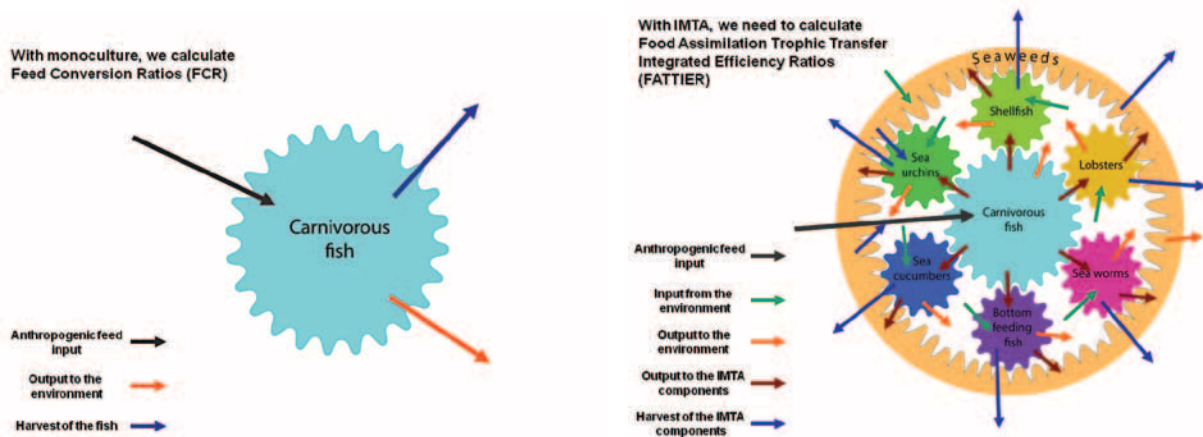 With monoculture, we calculate
Feed Conversion Ratios (FCR)
Carnivorous
fish
Anthropogenic feed
input
Output to the
environment
Harvest of the fish
With IMTA, we need to calculate
Food Assimilation Trophic Transfer
Integrated Efficiency Ratios
(FATTIER)
Seaweeds
Shellfish
Sea
urchins
Lobsters
Carnivorous
fish
Sea
cucumbers
Sea worms
Bottom
feeding
fish
Anthropogenic feed
input
Input from the
environment
Output to the
environment
Output to the IMTA
components
Harvest of the IMTA
components